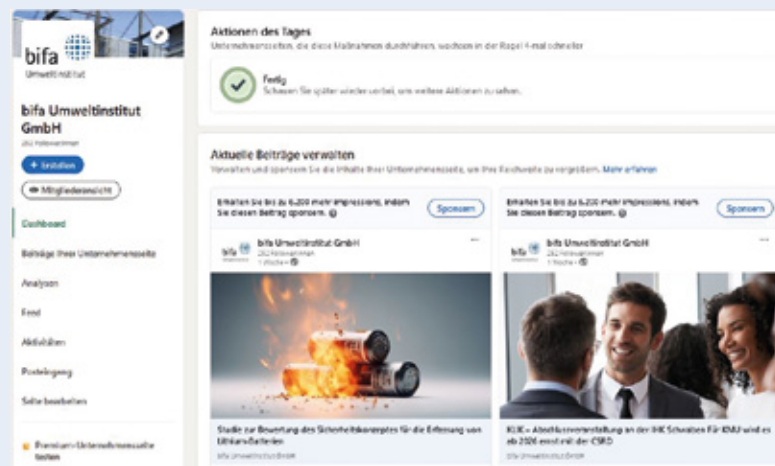 bifa
Umweltinstitut
bifa Umweltinstitut
GmbH
262 Follower:innen
+ Erstellen
Mitgliederansicht
Dashboard
Beiträge Ihrer Unternehmensseite
Analysen
Feed
Aktivitäten
Posteingang
Seite bearbeiten
Premium-Unternehmensseite
testen
Aktionen des Tages
Unternehmensseiten, die diese Maßnahmen durchführen, wachsen in der Regel 4-mal schneller
Fertig
Schauen Sie später wieder vorbei, um weitere Aktionen zu sehen.
Aktuelle Beiträge verwalten
Verwalten und sponsern Sie die Inhalte Ihrer Unternehmensseite, um Ihre Reichweite zu vergrößern. Mehr erfahren
Erhalten Sie bis zu 6.200 mehr Impressions, indem
Sie diesen Beitrag sponsern.
Sponsern
bifa Umweltinstitut GmbH
262 Follower:innen
1 Woche
Studie zur Bewertung des Sicherheitskonzeptes für die Erfassung von
Lithium-Batterien
bifa Umweltinstitut GmbH
Erhalten Sie bis zu 6.200 mehr Impressions, indem
Sie diesen Beitrag sponsern.
Sponsern
bifa Umweltinstitut GmbH
262 Follower:innen
1 Woche
KLIK – Abschlussveranstaltung an der IHK Schwaben Für KMU wird es
ab 2026 ernst mit der CSRD
bifa Umweltinstitut GmbH